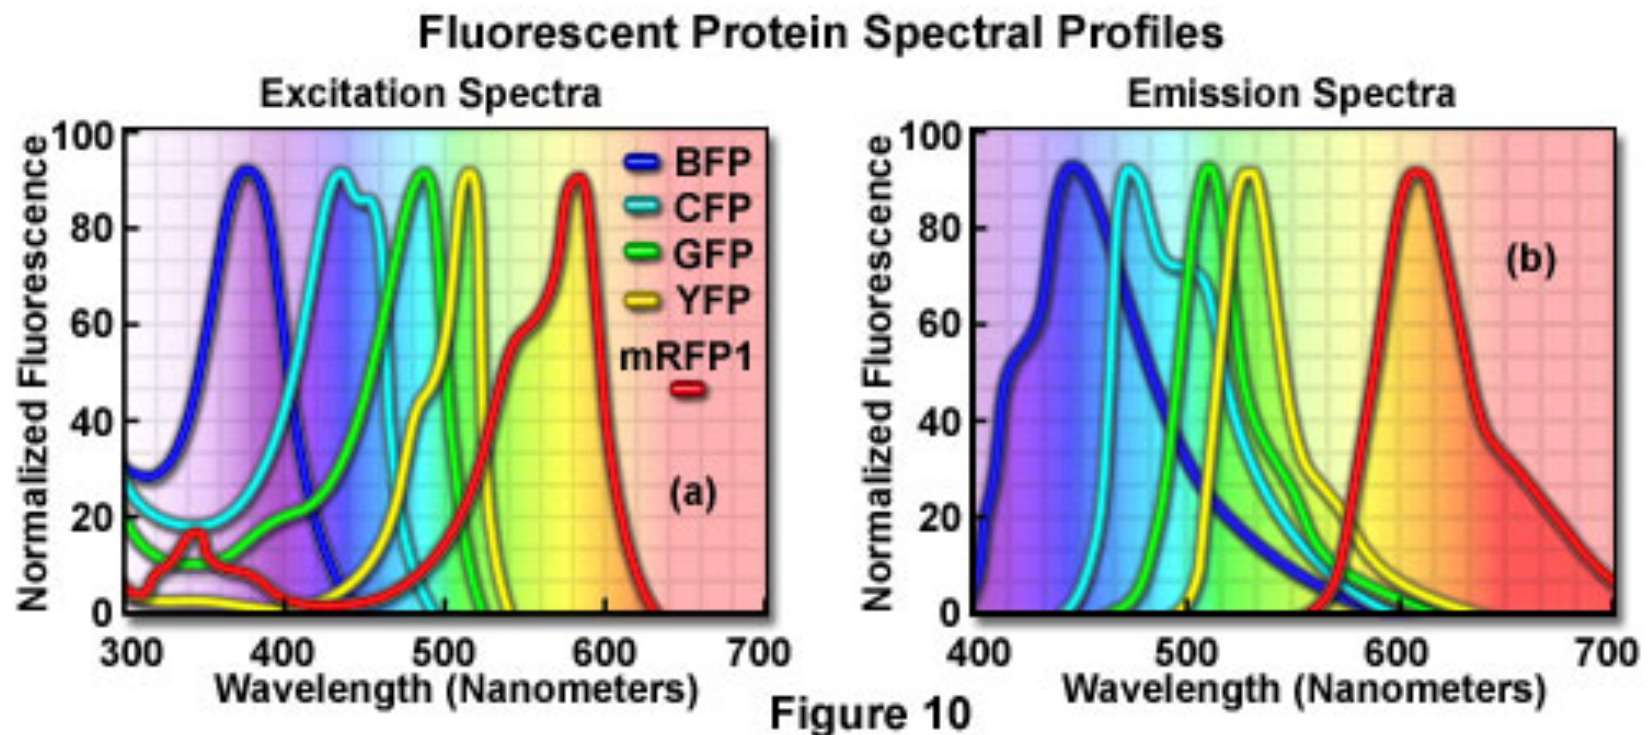 Fluorescent Protein Spectral Profiles
Excitation Spectra
Normalized Fluorescence
100
80
60
40
20
0
BFP
CFP
GFP
YFP
mRFP1
(a)
300 400 500 600 700
Wavelength (Nanometers)
Emission Spectra
Normalized Fluorescence
100
80
60
40
20
0
(b)
400 500 600 700
Wavelength (Nanometers)
Figure 10